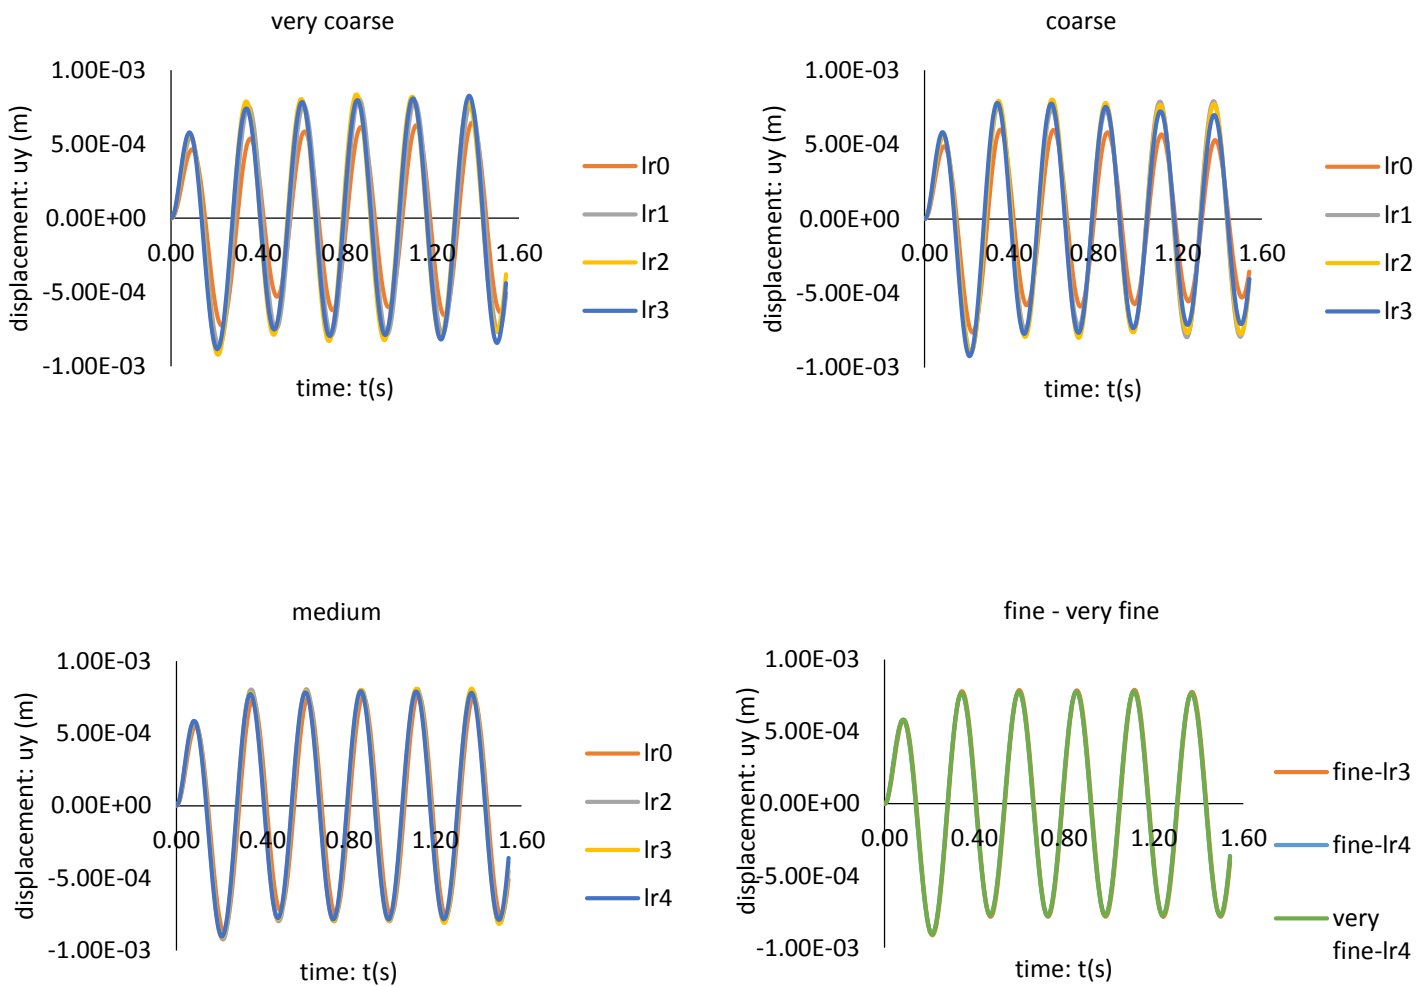 very coarse
1.00E-03
5.00E-04
0.00E+00
-5.00E-04
-1.00E-03
displacement: uy (m)
0.00 0.40 0.80 1.20 1.60
time: t(s)
lr0
lr1
lr2
lr3
coarse
1.00E-03
5.00E-04
0.00E+00
-5.00E-04
-1.00E-03
displacement: uy (m)
0.00 0.40 0.80 1.20 1.60
time: t(s)
lr0
lr1
lr2
lr3
medium
1.00E-03
5.00E-04
0.00E+00
-5.00E-04
-1.00E-03
displacement: uy (m)
0.00 0.40 0.80 1.20 1.60
time: t(s)
lr0
lr2
lr3
lr4
fine - very fine
1.00E-03
5.00E-04
0.00E+00
-5.00E-04
-1.00E-03
displacement: uy (m)
0.00 0.40 0.80 1.20 1.60
time: t(s)
fine-lr3
fine-lr4
very
fine-lr4